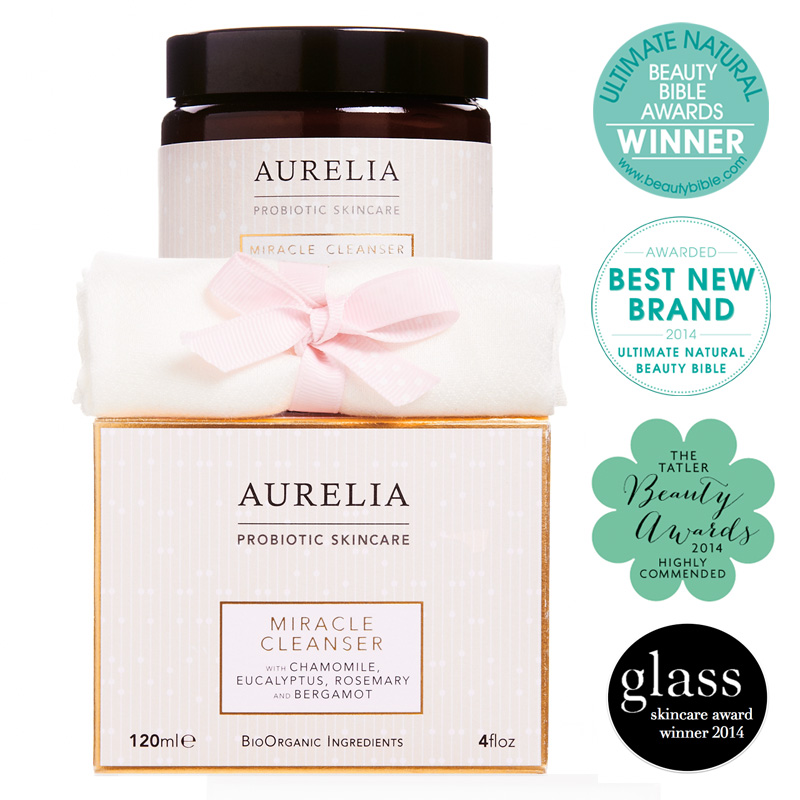 AURELIA
PROBIOTIC SKINCARE
MIRACLE CLEANSER
AURELIA
PROBIOTIC SKINCARE
MIRACLE
CLEANSER
WITH CHAMOMILE,
EUCALYPTUS, ROSEMARY
AND BERGAMOT
120ml℮
BIOORGANIC INGREDIENTS
4floz
ULTIMATE NATURAL
BEAUTY
BIBLE
AWARDS
WINNER
www.beautybible.com
AWARDED
BEST NEW
BRAND
2014
ULTIMATE NATURAL
BEAUTY BIBLE
THE
TATLER
Beauty
Awards
2014
HIGHLY
COMMENDED
glass
skincare award
winner 2014